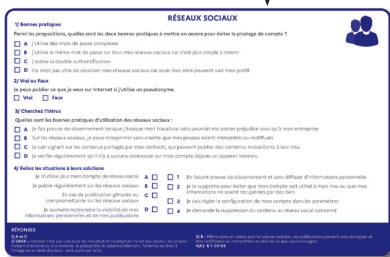 RÉSEAUX SOCIAUX
1/ Bonnes pratiques
Parmi les propositions, quelles sont les deux bonnes pratiques à mettre en œuvre pour éviter le piratage de compte ?
A J'utilise des mots de passe complexes
B J'utilise le même mot de passe sur tous mes réseaux sociaux car c'est plus simple à retenir
C J'active la double authentification
D Ce n'est pas utile de sécuriser mes réseaux sociaux car seuls mes amis peuvent voir mon profil
2/ Vrai ou Faux
Je peux publier ce que je veux sur Internet si j'utilise un pseudonyme.
Vrai Faux
3/ Cherchez l'intrus
Quelles sont les bonnes pratiques d'utilisation des réseaux sociaux :
A Je fais preuve de discernement lorsque j'évoque mon travail car cela pourrait me porter préjudice ainsi qu'à mon entreprise
B Sur les réseaux sociaux, je peux m'exprimer sans crainte que mes propos soient interprétés ou rediffusés
C Je suis vigilant sur les contenus partagés par mes contacts, qui peuvent publier des contenus malveillants à leur insu
D Je vérifie régulièrement qu'il n'y a aucune connexion sur mon compte depuis un appareil inconnu
4/ Reliez les situations à leurs solutions
Je n'utilise plus mon compte de réseau social A 1 En faisant preuve de discernement et sans diffuser d'informations personnelle
Je publie régulièrement sur les réseaux sociaux B 2 Je le supprime pour éviter que mon compte soit utilisé à mon insu ou que mes
informations ne soient récupérées par des tiers
En cas de publication gênante ou
compromettante sur les réseaux sociaux C 3 Je vais régler la configuration de mon compte dans les paramètres
Je souhaite restreindre la visibilité de mes
informations personnelles et de mes publications D 4 Je demande la suppression du contenu au réseau social concerné
RÉPONSES
1/ A et C
2/ FAUX
3/ B
4/